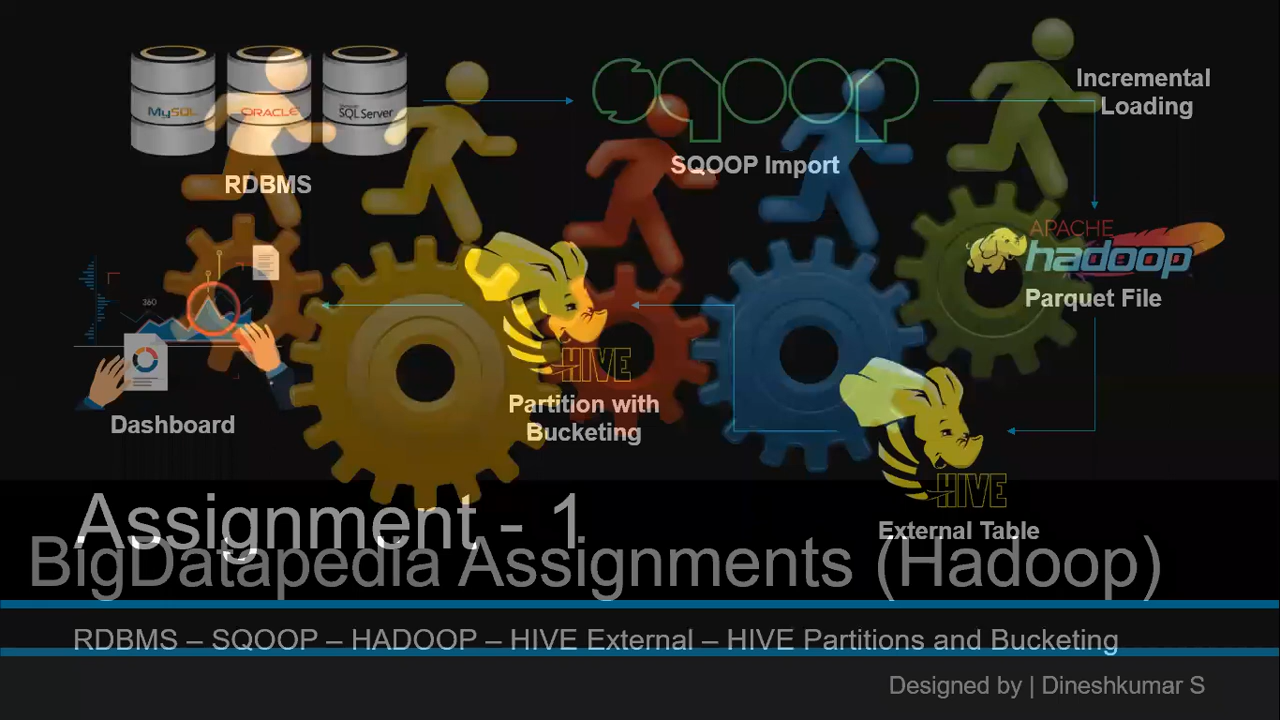 MySQL
ORACLE
SQL Server
RDBMS
sqoop
SQOOP Import
Incremental
Loading
APACHE
hadoop
Parquet File
360
Dashboard
HIVE
Partition with
Bucketing
HIVE
External Table
Assignment - 1
BigDatapedia Assignments (Hadoop)
RDBMS – SQOOP – HADOOP – HIVE External – HIVE Partitions and Bucketing
Designed by | Dineshkumar S